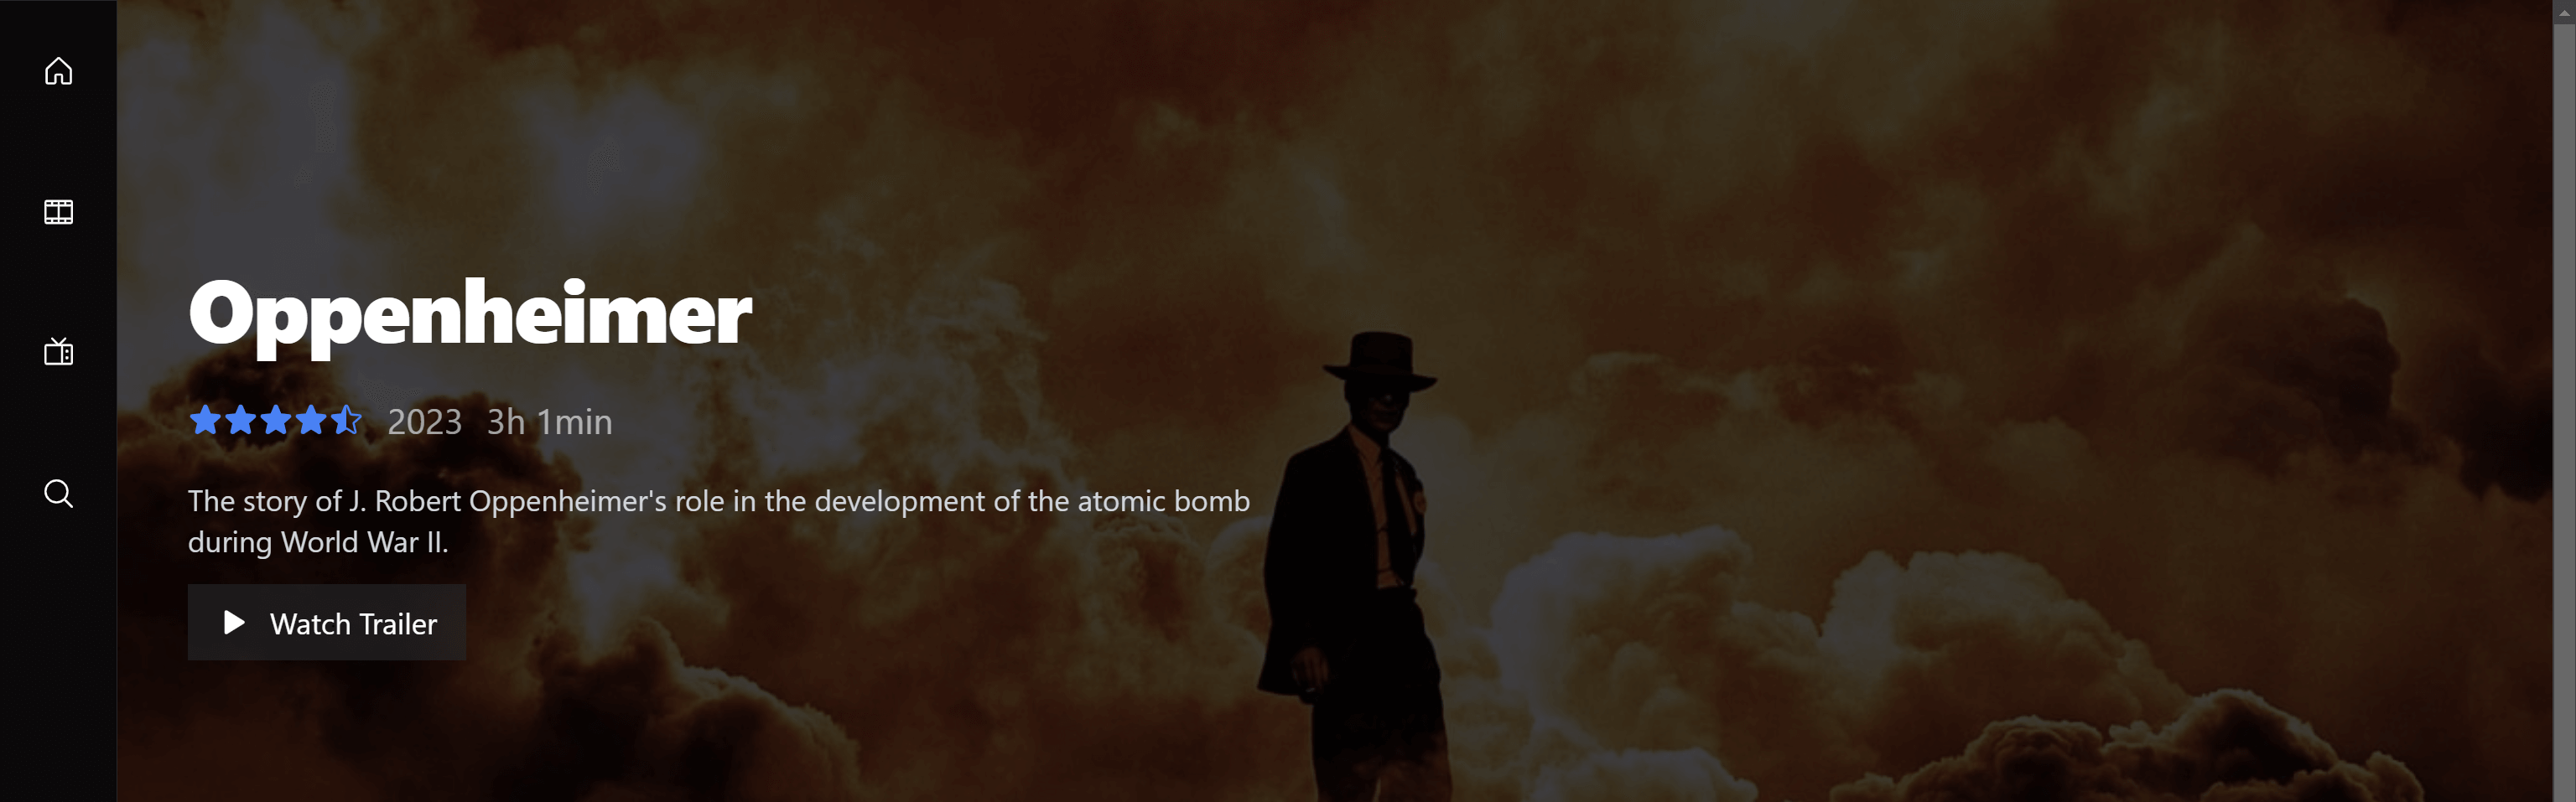 Oppenheimer
2023 3h 1min
The story of J. Robert Oppenheimer's role in the development of the atomic bomb
during World War II.
Watch Trailer